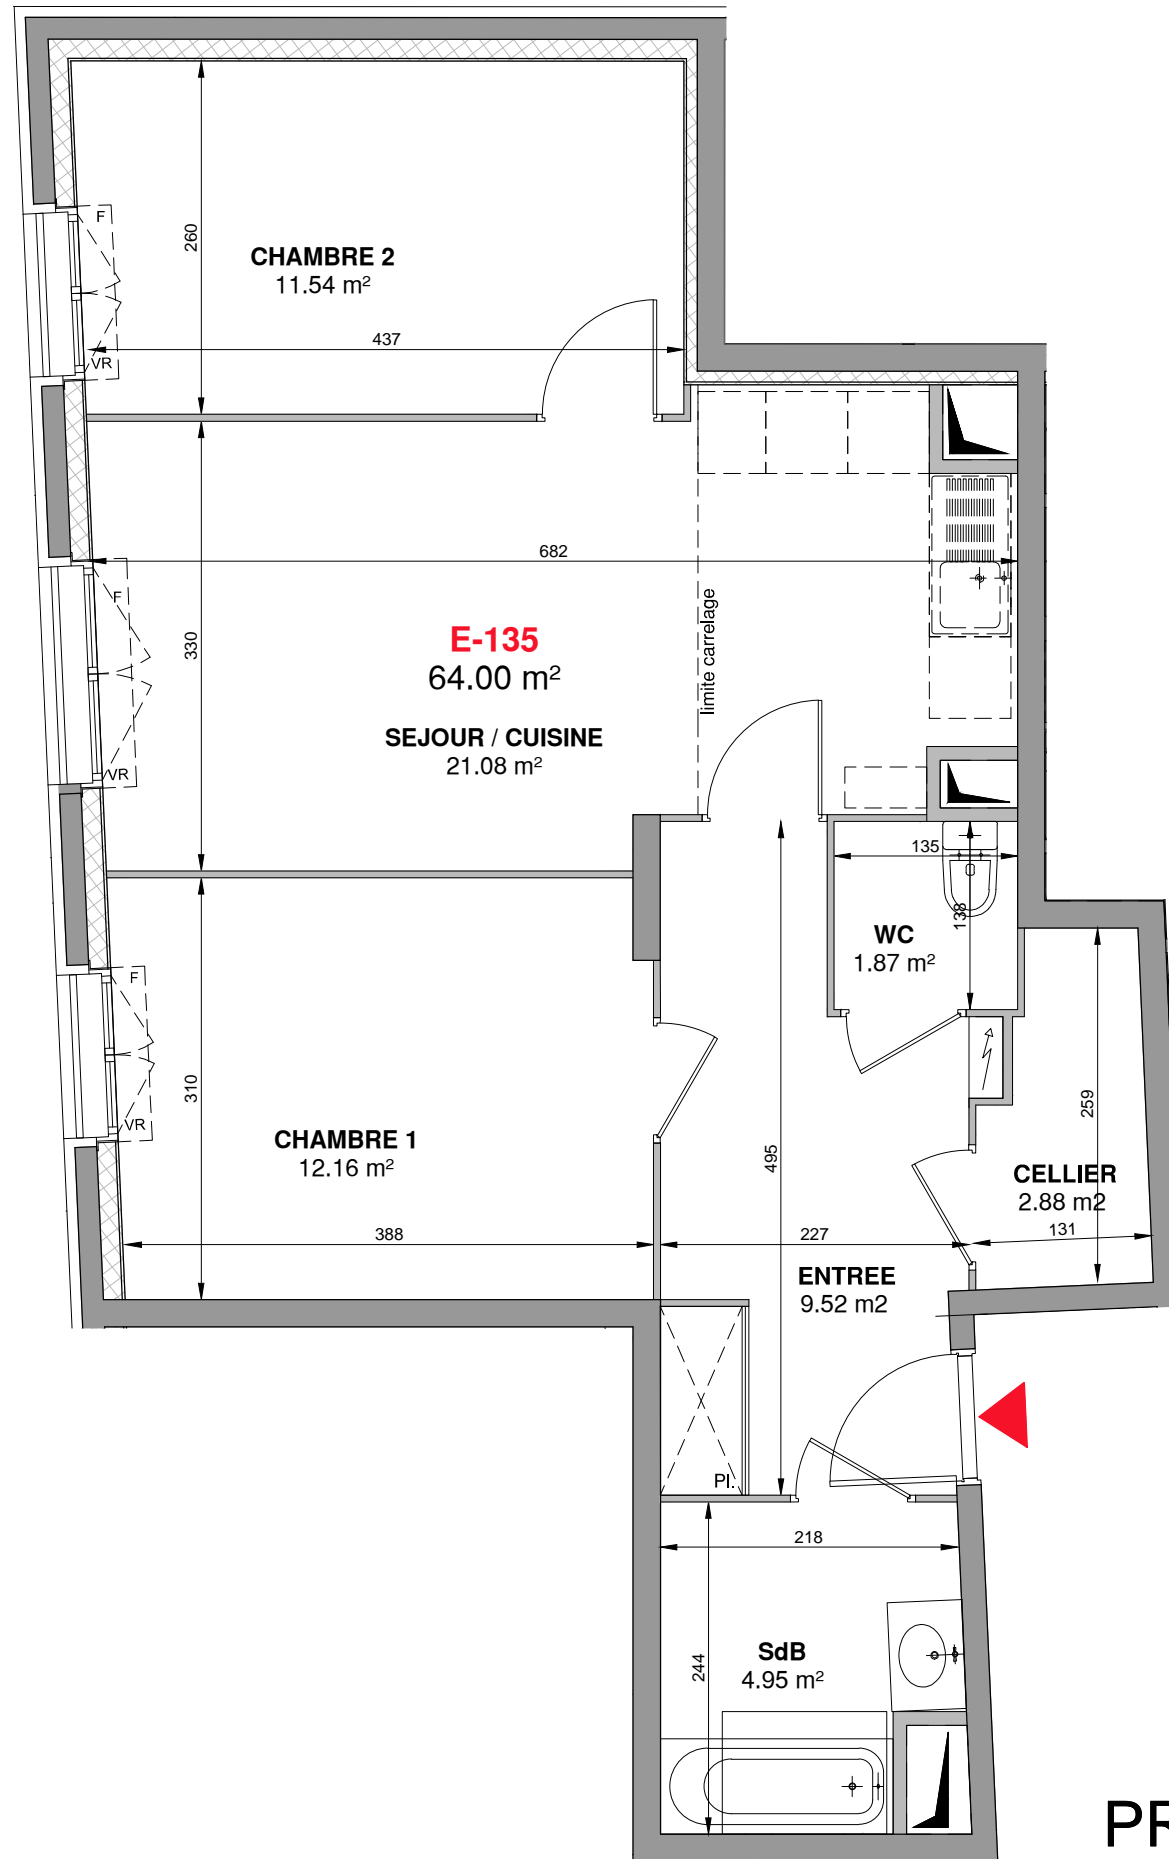 F
260
CHAMBRE 2
11.54 m²
437
VR
682
F
330
limite carrelage
E-135
64.00 m²
SEJOUR / CUISINE
21.08 m²
VR
135
138
WC
1.87 m²
F
310
259
VR
CHAMBRE 1
12.16 m²
495
CELLIER
2.88 m2
388
227
131
ENTREE
9.52 m2
Pl.
218
244
SdB
4.95 m²
PR